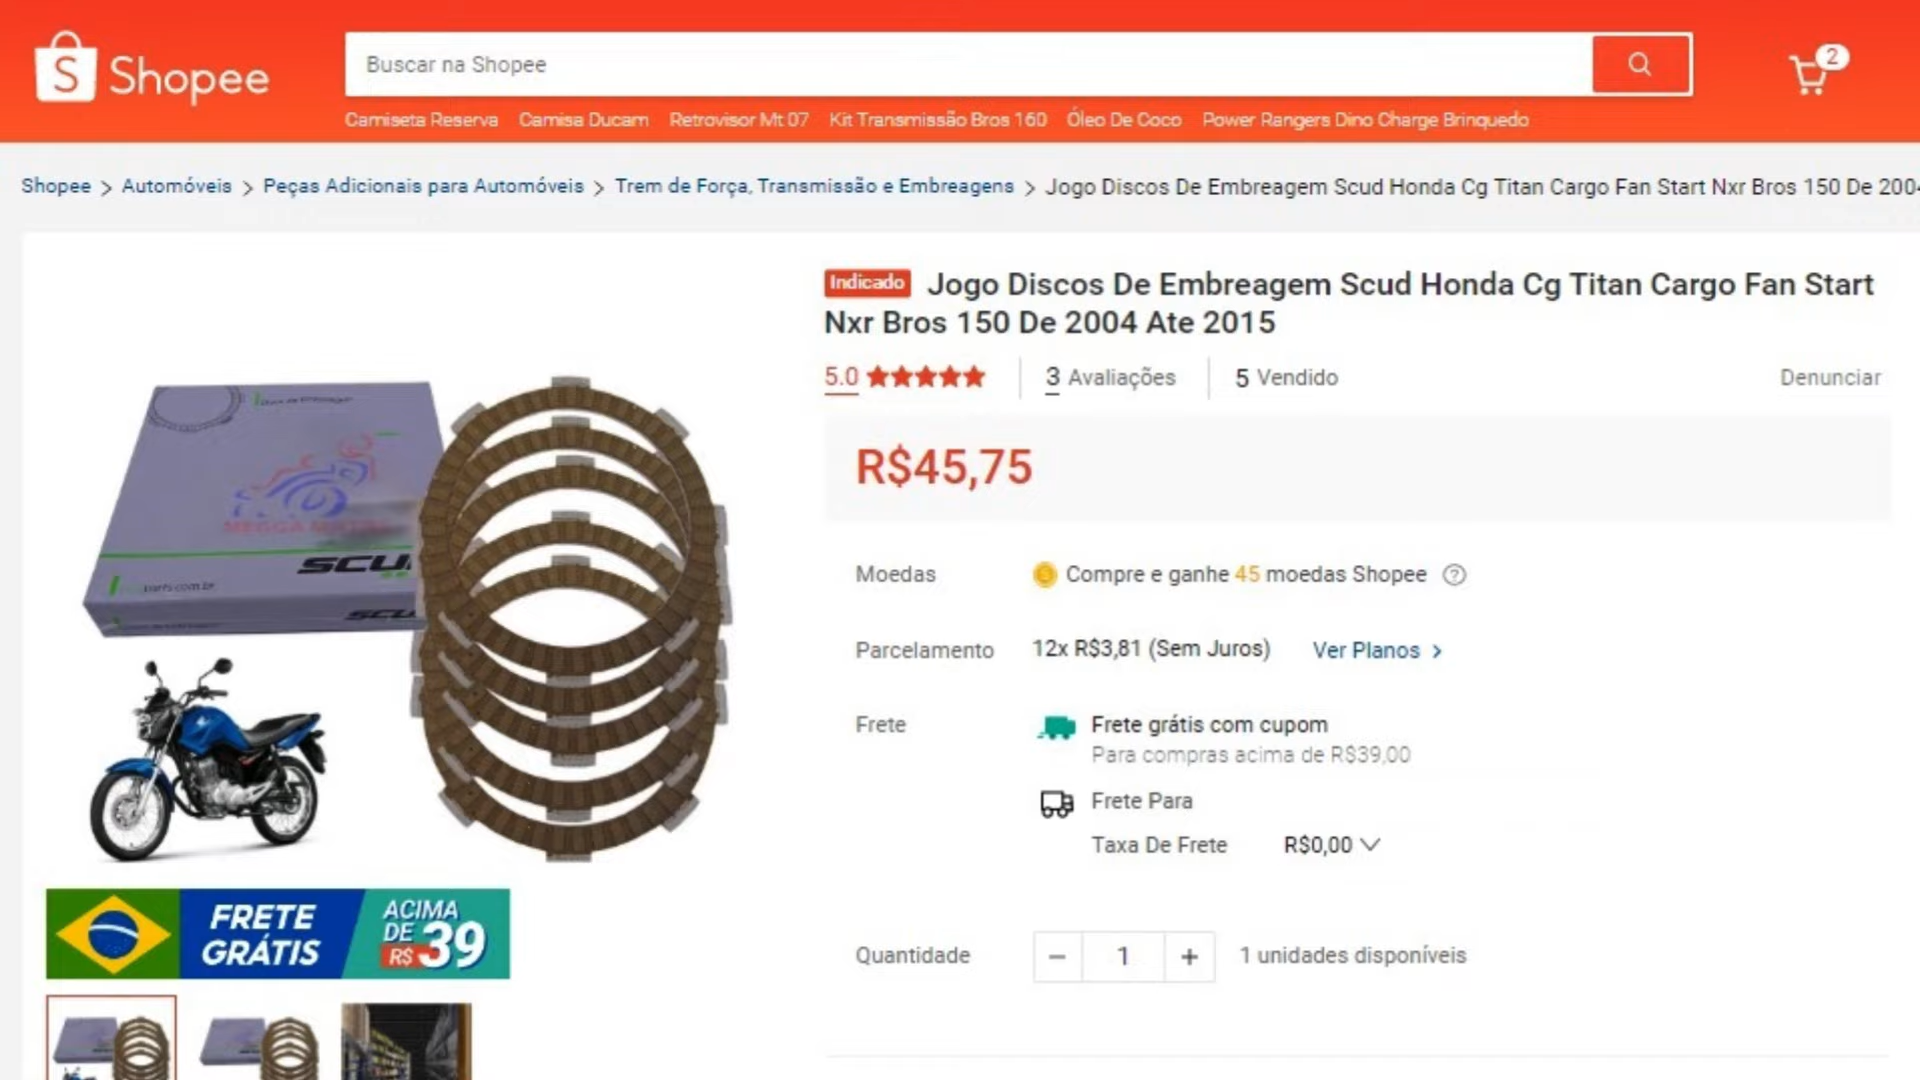 Shopee
Buscar na Shopee
2
Camiseta Reserva Camisa Ducam Retrovisor Mt 07 Kit Transmissão Bros 160 Óleo De Coco Power Rangers Dino Charge Brinquedo
Shopee > Automóveis > Peças Adicionais para Automóveis > Trem de Força, Transmissão e Embreagens > Jogo Discos De Embreagem Scud Honda Cg Titan Cargo Fan Start Nxr Bros 150 De 2004
Indicado Jogo Discos De Embreagem Scud Honda Cg Titan Cargo Fan Start
Nxr Bros 150 De 2004 Ate 2015
5.0 3 Avaliações 5 Vendido Denunciar
R$45,75
Moedas Compre e ganhe 45 moedas Shopee ?
Parcelamento 12x R$3,81 (Sem Juros) Ver Planos >
Frete Frete grátis com cupom
Para compras acima de R$39,00
Frete Para
Taxa De Frete R$0,00
Quantidade − 1 + 1 unidades disponíveis
MEGGA
SCU
SCU
FRETE GRÁTIS
ACIMA DE R$39